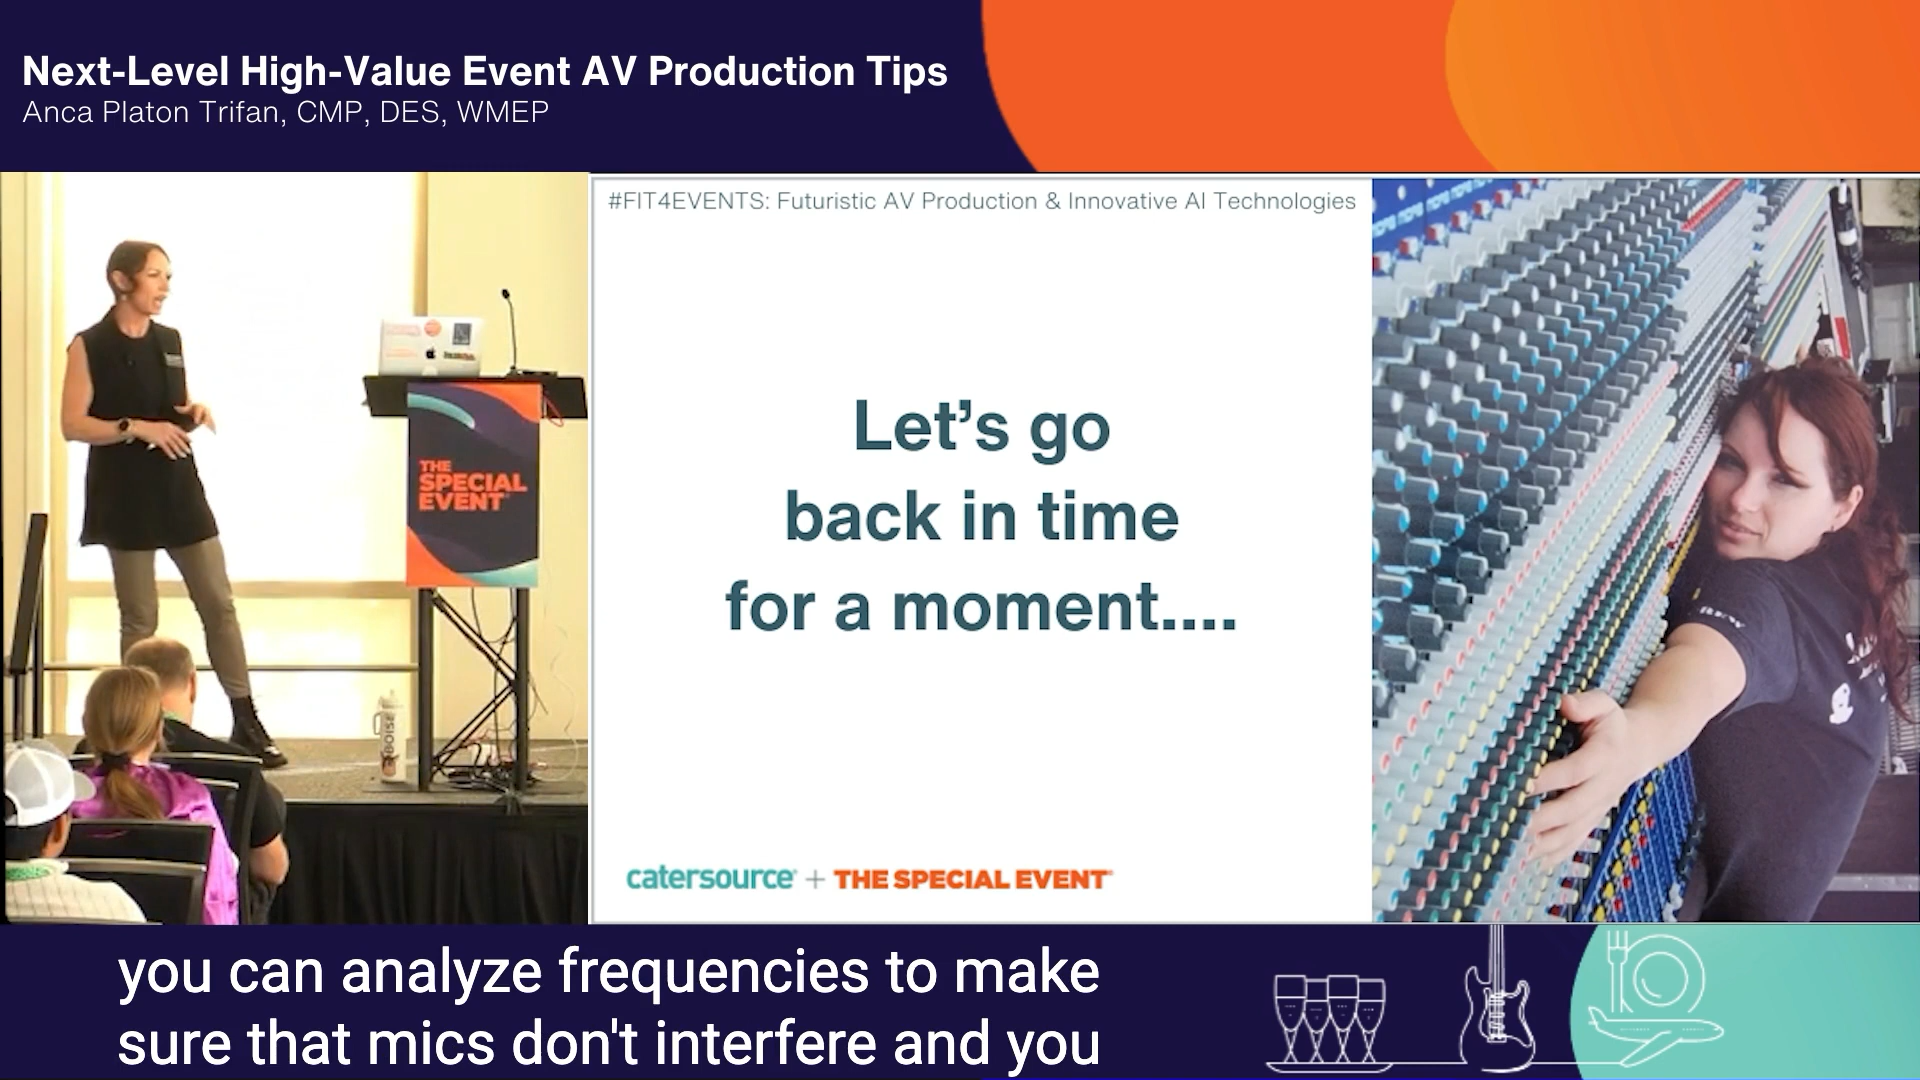 Next-Level High-Value Event AV Production Tips
Anca Platon Trifan, CMP, DES, WMEP
#FIT4EVENTS: Futuristic AV Production & Innovative AI Technologies
Let's go
back in time
for a moment....
catersource + THE SPECIAL EVENT
THE
SPECIAL
EVENT
BOISE
you can analyze frequencies to make
sure that mics don't interfere and you